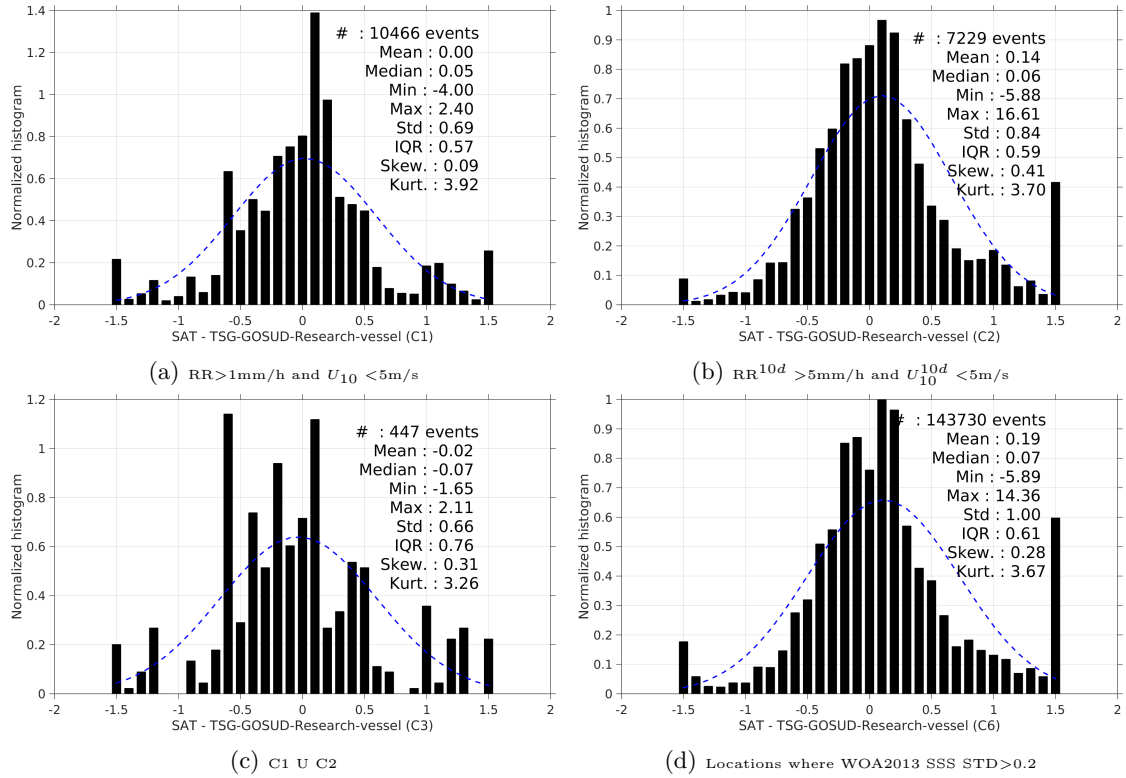 1.4
1.2
1
0.8
0.6
0.4
0.2
0
Normalized histogram
# : 10466 events
Mean : 0.00
Median : 0.05
Min : -4.00
Max : 2.40
Std : 0.69
IQR : 0.57
Skew. : 0.09
Kurt. : 3.92
-2 -1.5 -1 -0.5 0 0.5 1 1.5 2
SAT - TSG-GOSUD-Research-vessel (C1)
(a) RR>1mm/h and U10 <5m/s
1
0.9
0.8
0.7
0.6
0.5
0.4
0.3
0.2
0.1
0
Normalized histogram
# : 7229 events
Mean : 0.14
Median : 0.06
Min : -5.88
Max : 16.61
Std : 0.84
IQR : 0.59
Skew. : 0.41
Kurt. : 3.70
-2 -1.5 -1 -0.5 0 0.5 1 1.5 2
SAT - TSG-GOSUD-Research-vessel (C2)
(b) RR^10d >5mm/h and U10^10d <5m/s
1.2
1
0.8
0.6
0.4
0.2
0
Normalized histogram
# : 447 events
Mean : -0.02
Median : -0.07
Min : -1.65
Max : 2.11
Std : 0.66
IQR : 0.76
Skew. : 0.31
Kurt. : 3.26
-2 -1.5 -1 -0.5 0 0.5 1 1.5 2
SAT - TSG-GOSUD-Research-vessel (C3)
(c) C1 U C2
1
0.9
0.8
0.7
0.6
0.5
0.4
0.3
0.2
0.1
0
Normalized histogram
# : 143730 events
Mean : 0.19
Median : 0.07
Min : -5.89
Max : 14.36
Std : 1.00
IQR : 0.61
Skew. : 0.28
Kurt. : 3.67
-2 -1.5 -1 -0.5 0 0.5 1 1.5 2
SAT - TSG-GOSUD-Research-vessel (C6)
(d) Locations where WOA2013 SSS STD>0.2